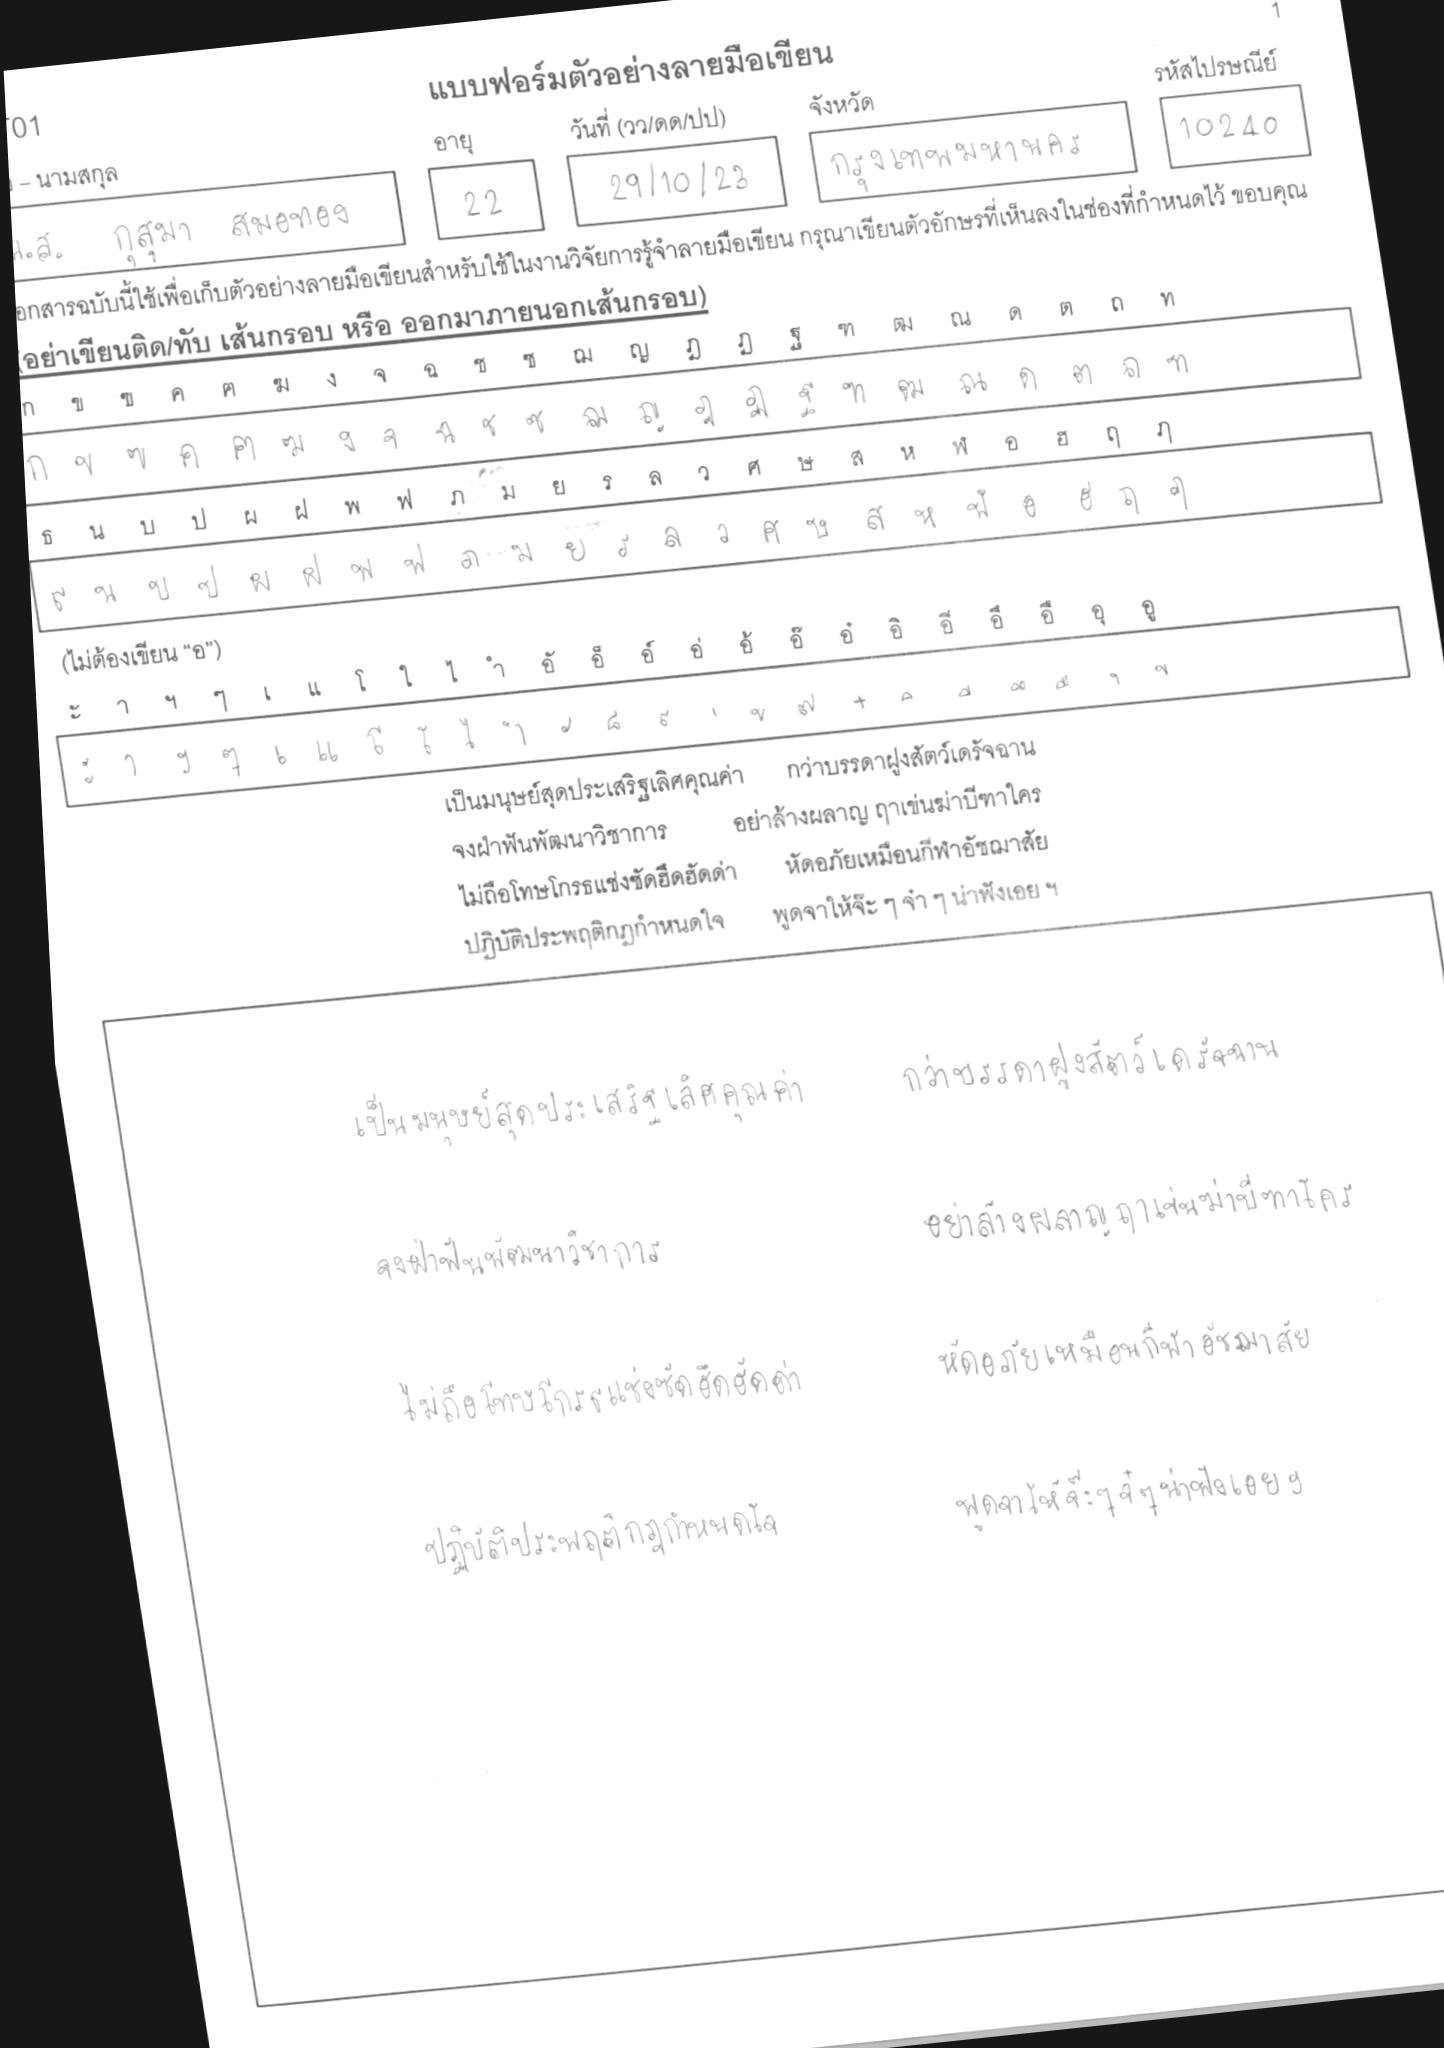 1
แบบฟอร์มตัวอย่างลายมือเขียน
T01
– นามสกุล อายุ วันที่ (วว/ดด/ปป) จังหวัด รหัสไปรษณีย์
น.ส. กุสุมา สมอทอง 22 29/10/23 กรุงเทพมหานคร 10240
อกสารฉบับนี้ใช้เพื่อเก็บตัวอย่างลายมือเขียนสำหรับใช้ในงานวิจัยการรู้จำลายมือเขียน กรุณาเขียนตัวอักษรที่เห็นลงในช่องที่กำหนดไว้ ขอบคุณ
(อย่าเขียนติด/ทับ เส้นกรอบ หรือ ออกมาภายนอกเส้นกรอบ)
ก ข ฃ ค ฅ ฆ ง จ ฉ ช ซ ฌ ญ ฎ ฏ ฐ ฑ ฒ ณ ด ต ถ ท
ก ข ฃ ค ฅ ฆ ง จ ฉ ช ซ ฌ ญ ฎ ฏ ฐ ฑ ฒ ณ ด ต ถ ท
ธ น บ ป ผ ฝ พ ฟ ภ ม ย ร ล ว ศ ษ ส ห ฬ อ ฮ ฤ ภ
ธ น บ ป ผ ฝ พ ฟ ภ ม ย ร ล ว ศ ษ ส ห ฬ อ ฮ ฤ ภ
(ไม่ต้องเขียน “อ”)
ะ า ฯ ๆ เ แ โ ใ ไ ำ อั อ็ อ์ อ่ อ้ อ๊ อ๋ อิ อี อึ อื อุ อู
ะ า ฯ ๆ เ แ โ ใ ไ ำ ั ็ ์ ่ ้ ๊ ๋ ิ ี ึ ื ุ ู
เป็นมนุษย์สุดประเสริฐเลิศคุณค่า กว่าบรรดาฝูงสัตว์เดรัจฉาน
จงฝ่าฟันพัฒนาวิชาการ อย่าล้างผลาญ ฤาเข่นฆ่าบีฑาใคร
ไม่ถือโทษโกรธแช่งซัดฮึดฮัดด่า หัดอภัยเหมือนกีฬาอัชฌาสัย
ปฏิบัติประพฤติกฎกำหนดใจ พูดจาให้จ๊ะ ๆ จ๋า ๆ น่าฟังเอย ฯ
เป็นมนุษย์สุดประเสริฐเลิศคุณค่า กว่าบรรดาฝูงสัตว์เดรัจฉาน
จงฝ่าฟันพัฒนาวิชาการ อย่าล้างผลาญ ฤาเข่นฆ่าบีฑาใคร
ไม่ถือโทษโกรธแช่งซัดฮึดฮัดด่า หัดอภัยเหมือนกีฬาอัชฌาสัย
ปฏิบัติประพฤติกฎกำหนดใจ พูดจาให้จ๊ะๆจ๋ๆน่าฟังเอยฯ